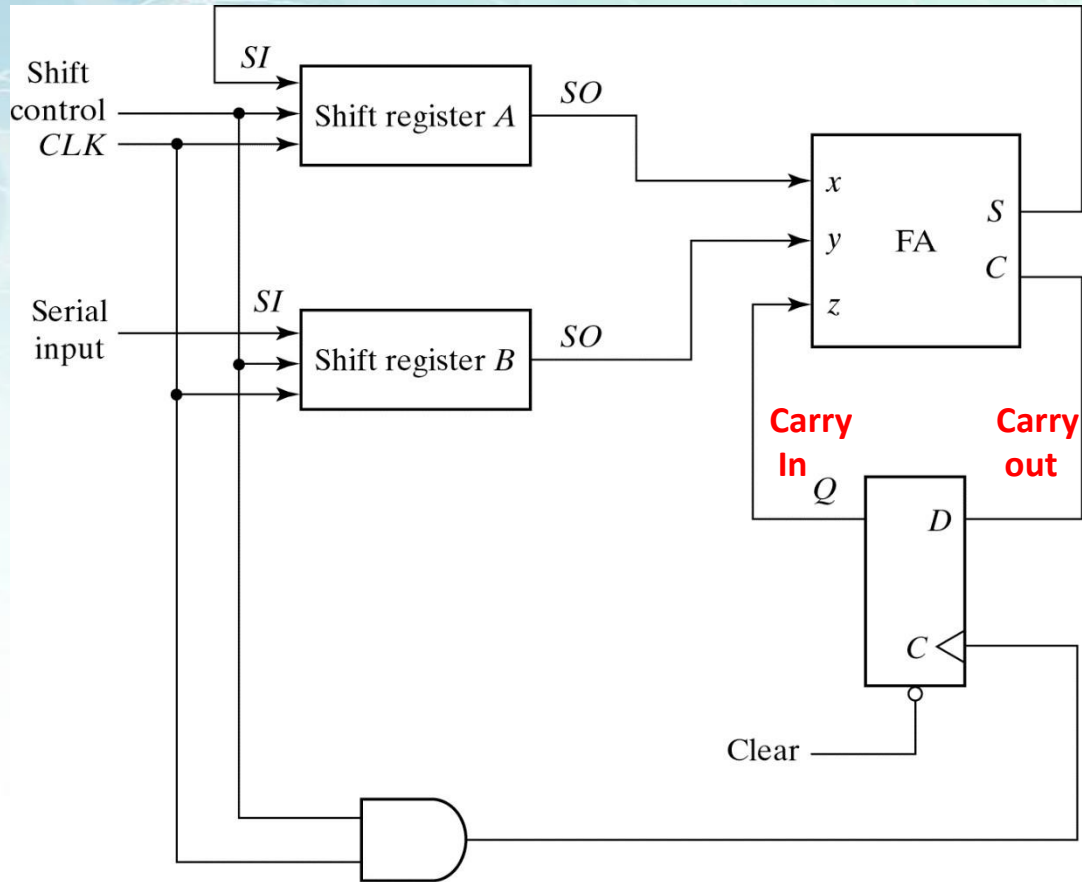 SI
Shift
control
CLK
Shift register A
SO
x
y
z
FA
S
C
Serial
input
SI
Shift register B
SO
Carry
In
Carry
out
Q
D
C
Clear